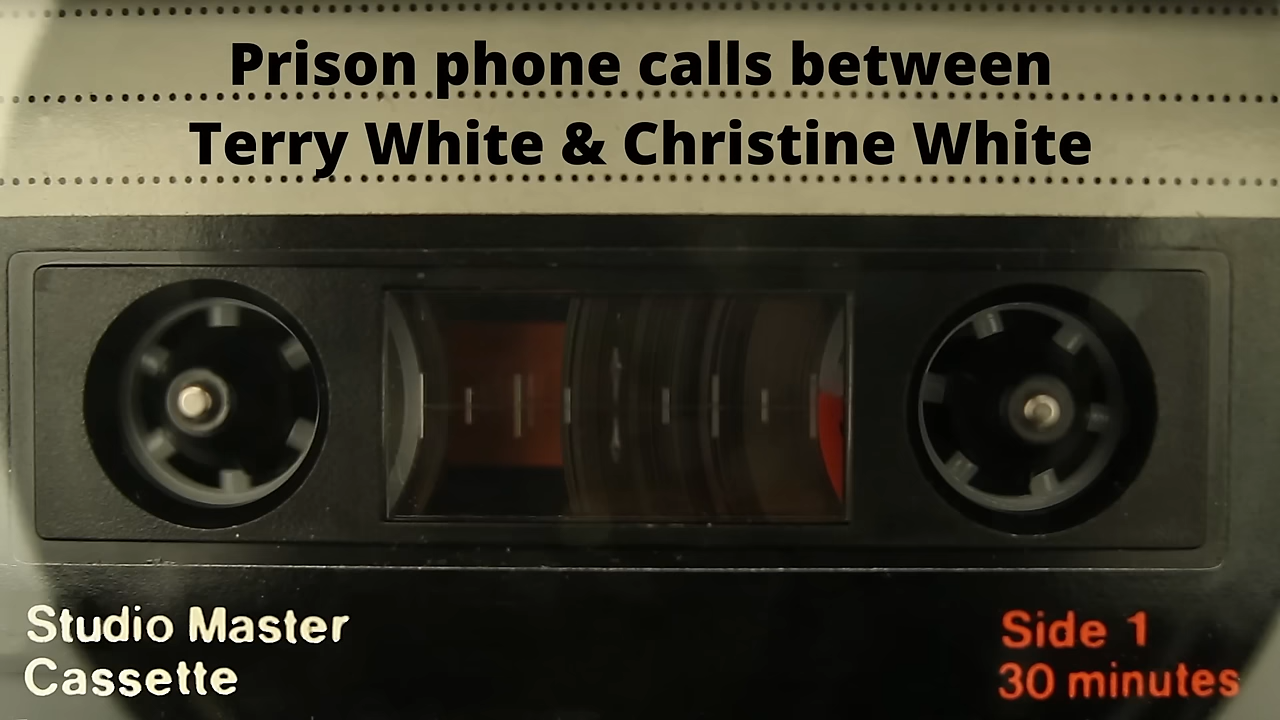 Prison phone calls between
Terry White & Christine White
Studio Master
Cassette
Side 1
30 minutes